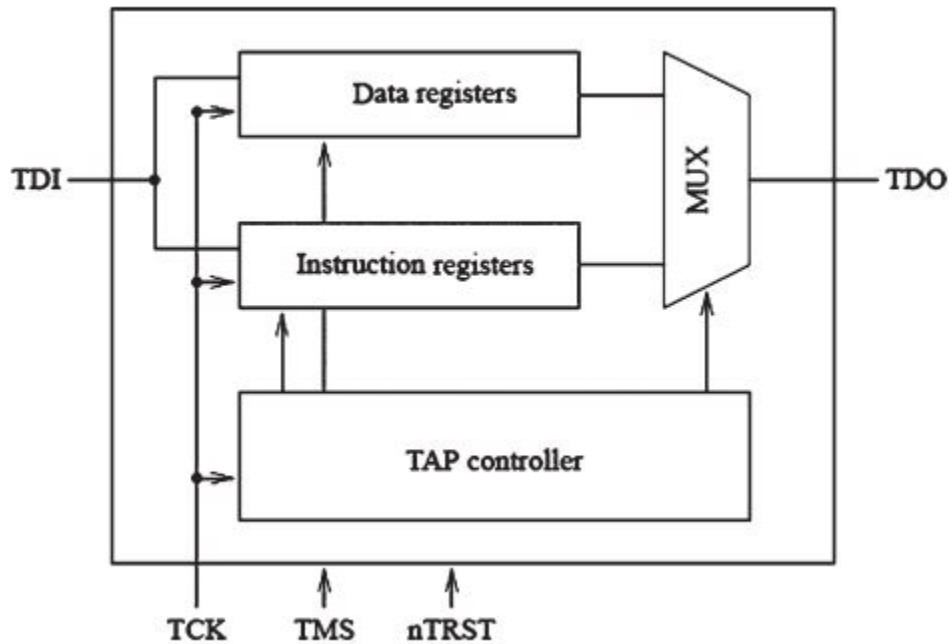 Data registers
TDI
MUX
TDO
Instruction registers
TAP controller
TCK
TMS
nTRST